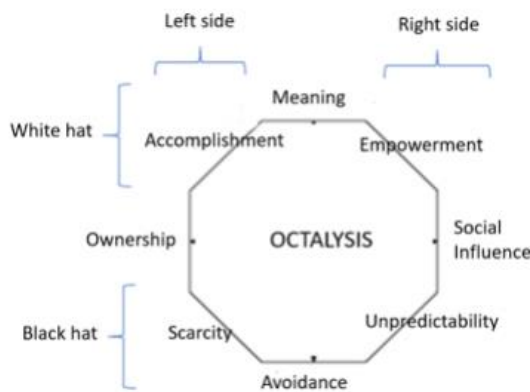 Left side
Right side
Meaning
White hat
Accomplishment
Empowerment
Ownership
OCTALYSIS
Social
Influence
Black hat
Scarcity
Unpredictability
Avoidance